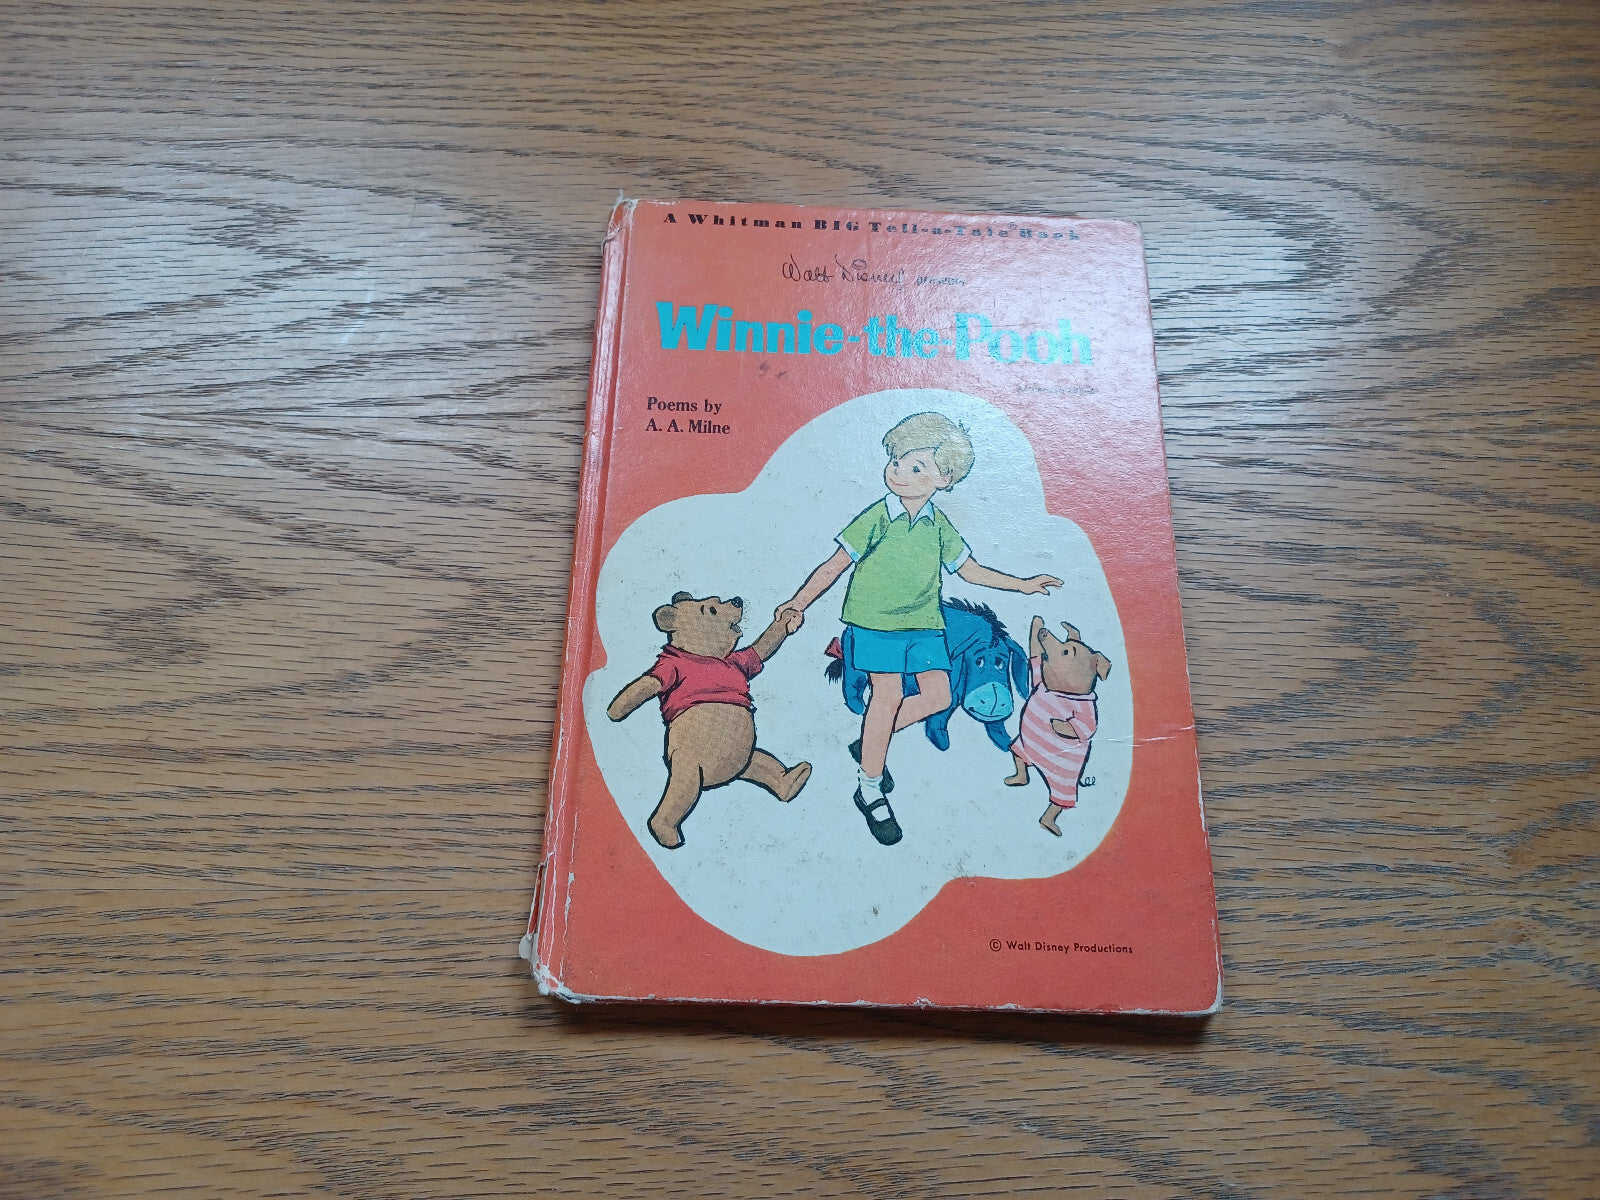 A Whitman BIG Tell-a-Tale® Book
Walt Disney presents
Winnie-the-Pooh
Poems by
A. A. Milne
© Walt Disney Productions